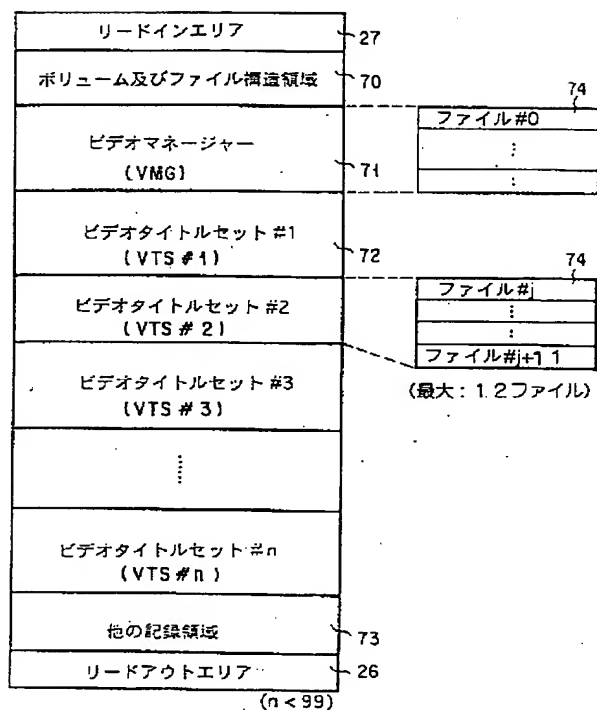 リードインエリア
27
ボリューム及びファイル構造領域
70
ビデオマネージャー
(VMG)
71
74
ファイル#0
⋮
⋮
ビデオタイトルセット #1
(VTS #1)
72
ビデオタイトルセット #2
(VTS # 2)
74
ファイル#j
⋮
⋮
ファイル#j+1 1
(最大: 1.2ファイル)
ビデオタイトルセット #3
(VTS # 3)
⋮
ビデオタイトルセット #n
(VTS #n)
他の記録領域
73
リードアウトエリア
26
(n<99)